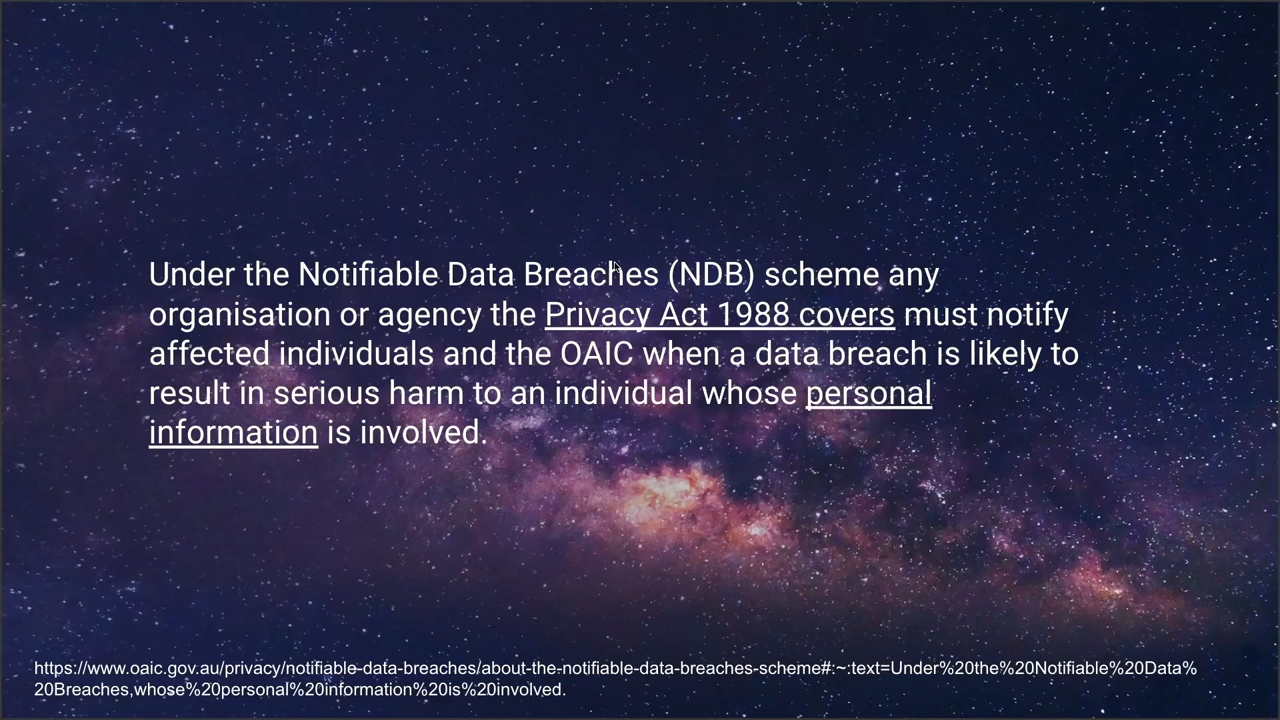 Under the Notifiable Data Breaches (NDB) scheme any
organisation or agency the Privacy Act 1988 covers must notify
affected individuals and the OAIC when a data breach is likely to
result in serious harm to an individual whose personal
information is involved.
https://www.oaic.gov.au/privacy/notifiable-data-breaches/about-the-notifiable-data-breaches-scheme#:~:text=Under%20the%20Notifiable%20Data%
20Breaches,whose%20personal%20information%20is%20involved.